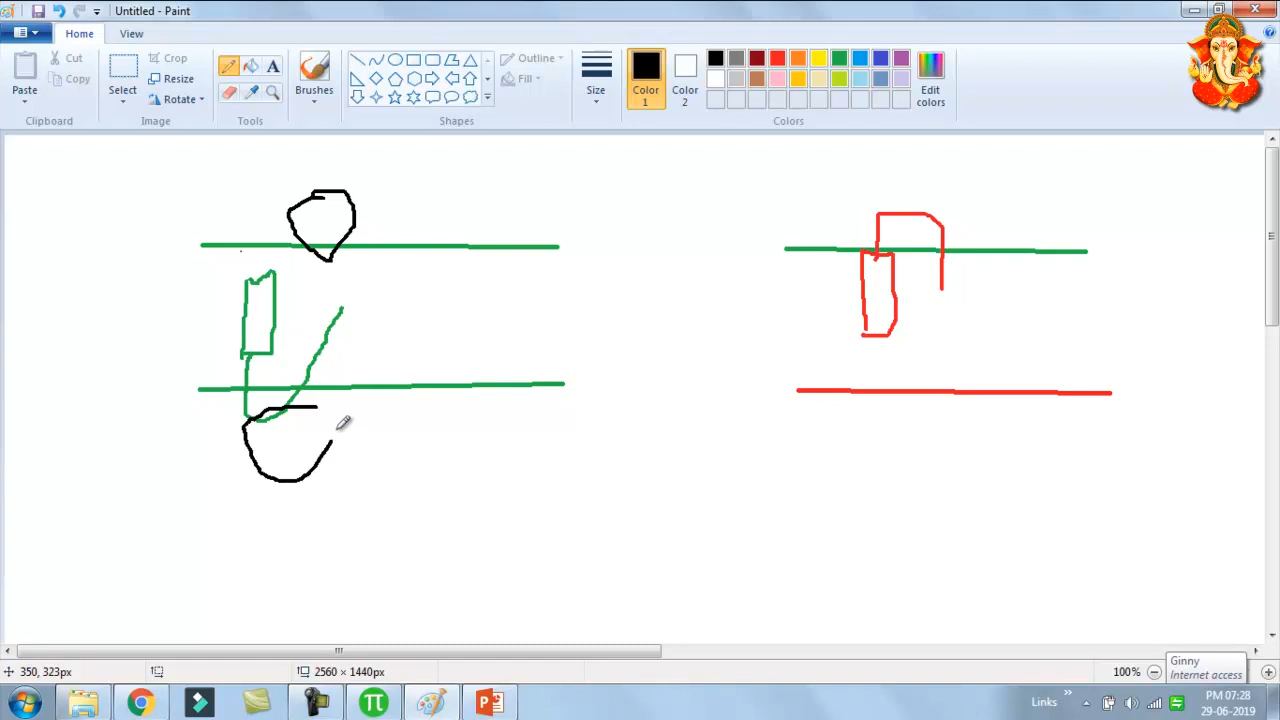 Untitled - Paint
Home View
Paste
Cut
Copy
Clipboard
Select
Crop
Resize
Rotate
Image
A
Tools
Brushes
Outline
Fill
Shapes
Size
Color 1
Color 2
Edit colors
Colors
350, 323px
2560 × 1440px
100%
Ginny
Internet access
Links
PM 07:28
29-06-2019